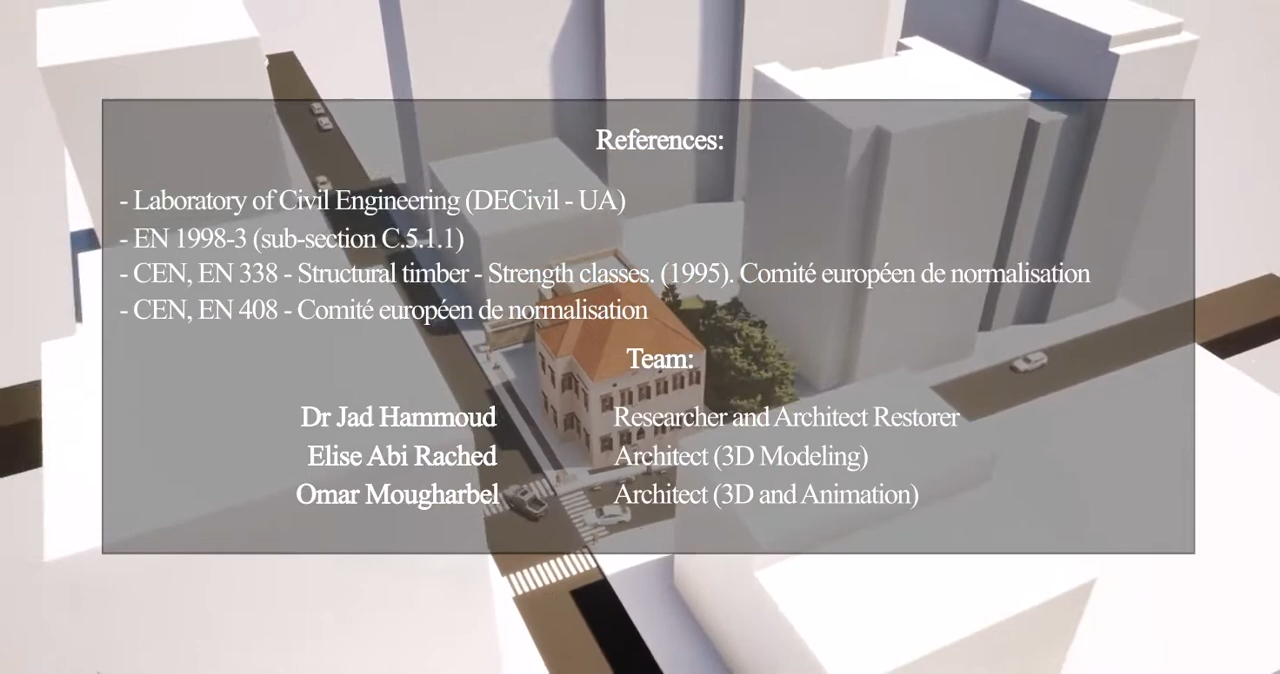 References:
- Laboratory of Civil Engineering (DECivil - UA)
- EN 1998-3 (sub-section C.5.1.1)
- CEN, EN 338 - Structural timber - Strength classes. (1995). Comité européen de normalisation
- CEN, EN 408 - Comité européen de normalisation
Team:
Dr Jad Hammoud Researcher and Architect Restorer
Elise Abi Rached Architect (3D Modeling)
Omar Mougharbel Architect (3D and Animation)